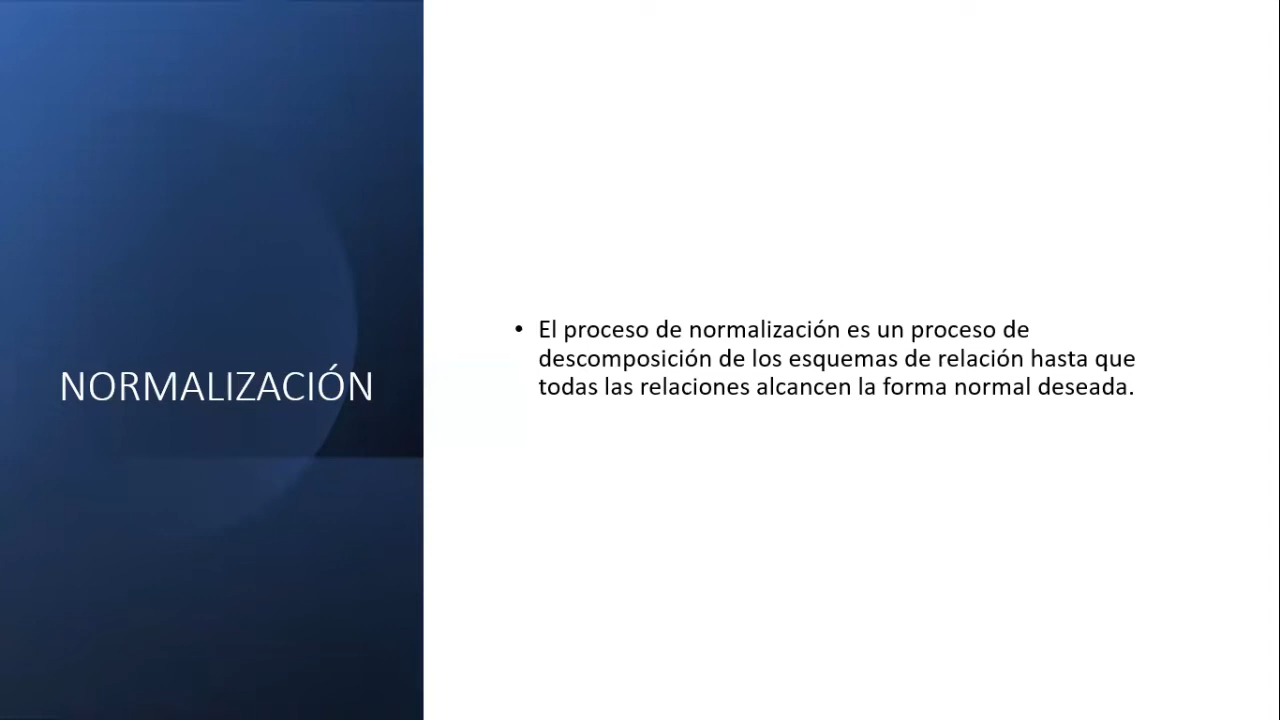 NORMALIZACIÓN
• El proceso de normalización es un proceso de
descomposición de los esquemas de relación hasta que
todas las relaciones alcancen la forma normal deseada.